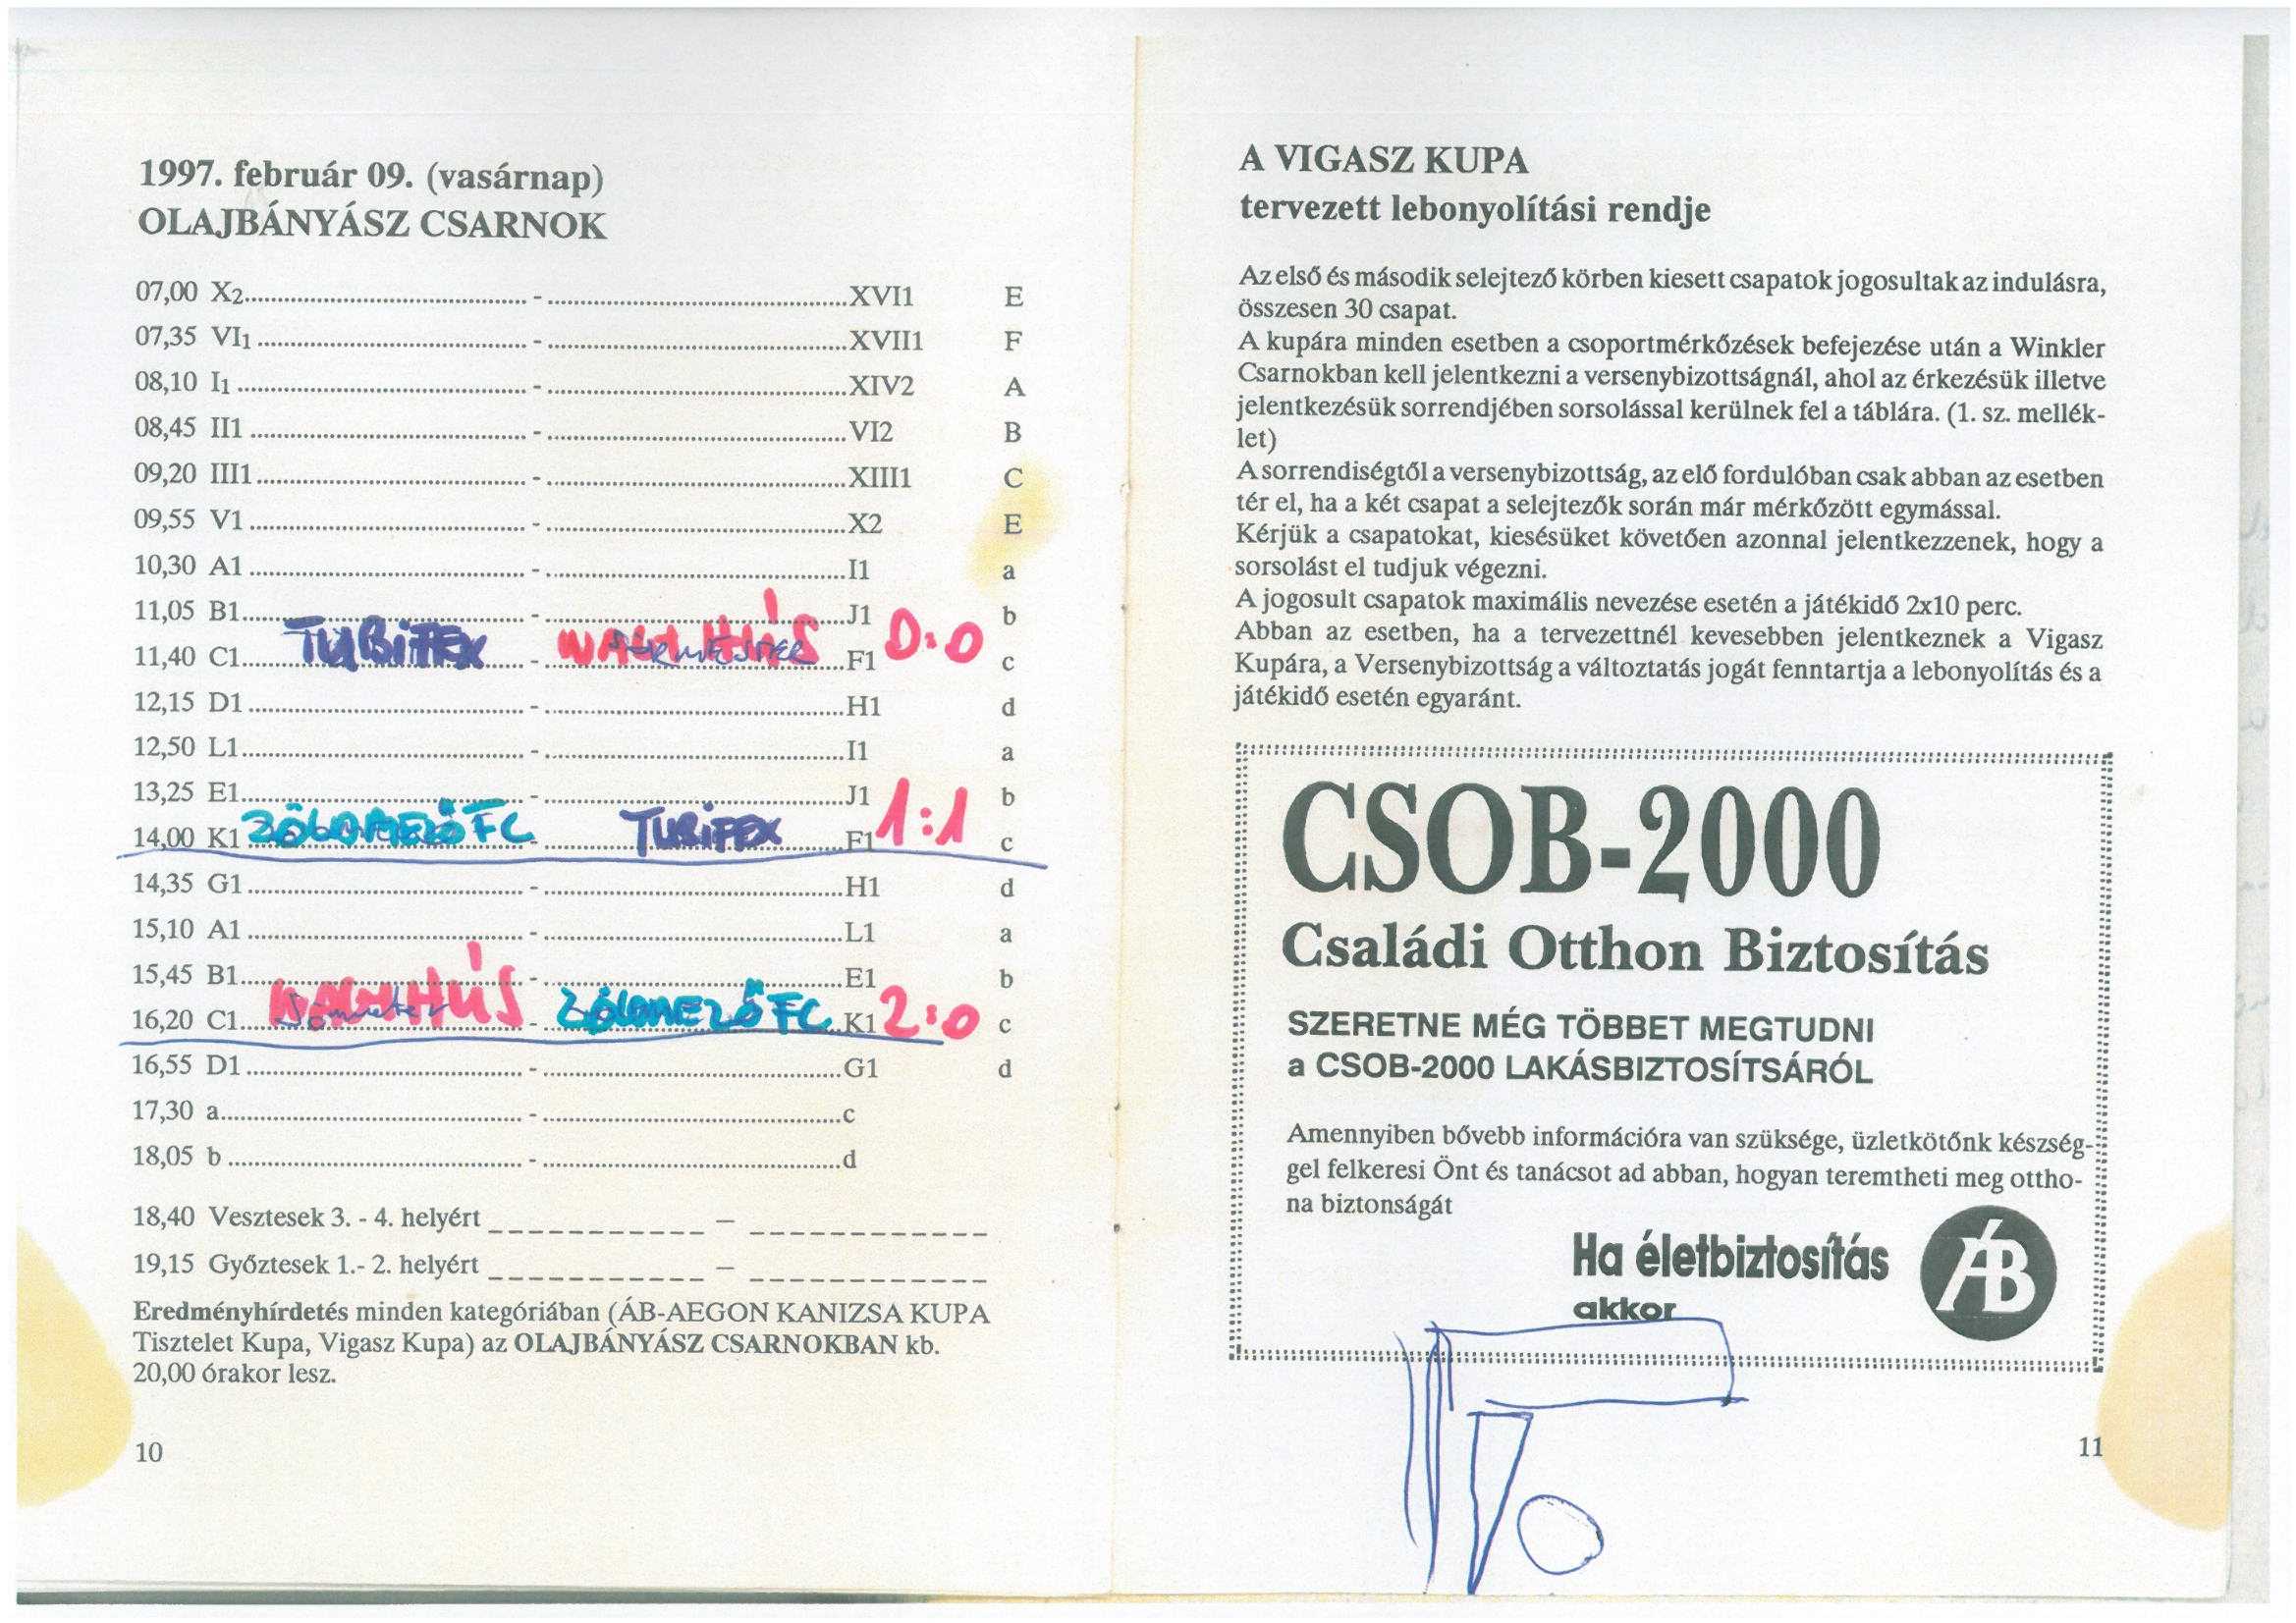 1997. február 09. (vasárnap)
OLAJBÁNYÁSZ CSARNOK
07,00 X2 - XVI1 E
07,35 VI1 - XVII1 F
08,10 I1 - XIV2 A
08,45 II1 - VI2 B
09,20 III1 - XIII1 C
09,55 V1 - X2 E
10,30 A1 - I1 a
11,05 B1 - J1 b
11,40 C1 TUBIFEX - NAGYHÚS F1 0:0 c
12,15 D1 - H1 d
12,50 L1 - I1 a
13,25 E1 - J1 b
14,00 K1 ZÖLDMEZŐ FC - TUBIFEX F1 1:1 c
14,35 G1 - H1 d
15,10 A1 - L1 a
15,45 B1 - E1 b
16,20 C1 NAGYHÚS - ZÖLDMEZŐ FC K1 2:0 c
16,55 D1 - G1 d
17,30 a - c
18,05 b - d
18,40 Vesztesek 3. - 4. helyért –
19,15 Győztesek 1.- 2. helyért –
Eredményhírdetés minden kategóriában (ÁB-AEGON KANIZSA KUPA
Tisztelet Kupa, Vigasz Kupa) az OLAJBÁNYÁSZ CSARNOKBAN kb.
20,00 órakor lesz.
10
A VIGASZ KUPA
tervezett lebonyolítási rendje
Az első és második selejtező körben kiesett csapatok jogosultak az indulásra,
összesen 30 csapat.
A kupára minden esetben a csoportmérkőzések befejezése után a Winkler
Csarnokban kell jelentkezni a versenybizottságnál, ahol az érkezésük illetve
jelentkezésük sorrendjében sorsolással kerülnek fel a táblára. (1. sz. mellék-
let)
A sorrendiségtől a versenybizottság, az elő fordulóban csak abban az esetben
tér el, ha a két csapat a selejtezők során már mérkőzött egymással.
Kérjük a csapatokat, kiesésüket követően azonnal jelentkezzenek, hogy a
sorsolást el tudjuk végezni.
A jogosult csapatok maximális nevezése esetén a játékidő 2x10 perc.
Abban az esetben, ha a tervezettnél kevesebben jelentkeznek a Vigasz
Kupára, a Versenybizottság a változtatás jogát fenntartja a lebonyolítás és a
játékidő esetén egyaránt.
CSOB-2000
Családi Otthon Biztosítás
SZERETNE MÉG TÖBBET MEGTUDNI
a CSOB-2000 LAKÁSBIZTOSÍTSÁRÓL
Amennyiben bővebb információra van szüksége, üzletkötőnk készség-
gel felkeresi Önt és tanácsot ad abban, hogyan teremtheti meg ottho-
na biztonságát
Ha életbiztosítás
akkor
ÁB
11